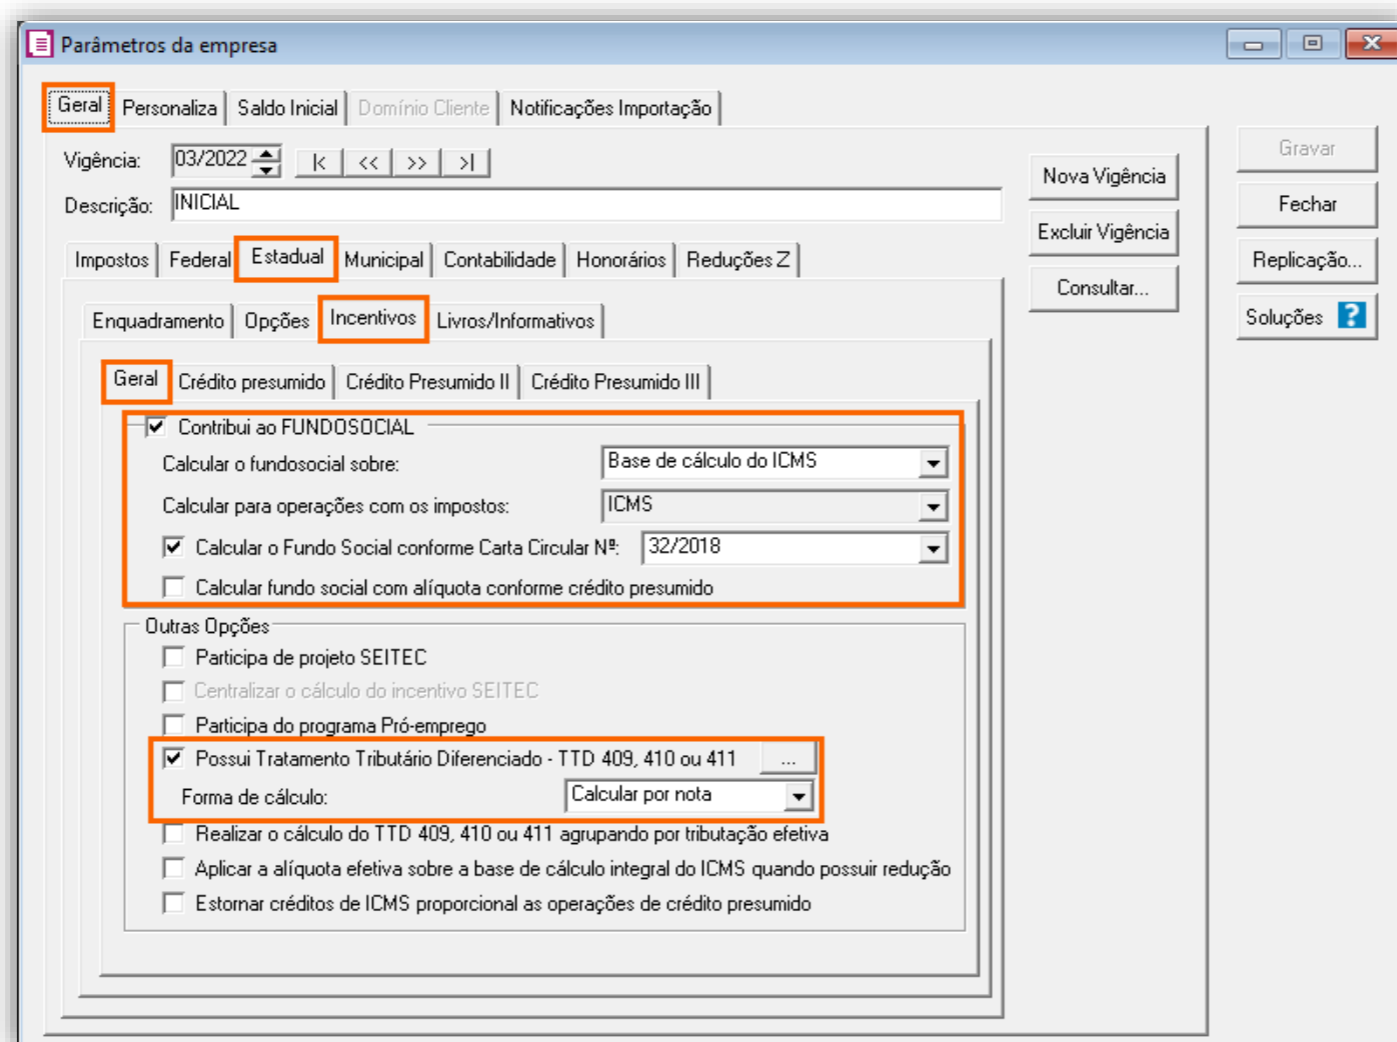 Parâmetros da empresa
Geral Personaliza Saldo Inicial Domínio Cliente Notificações Importação
Vigência: 03/2022 |< << >> >|
Descrição: INICIAL
Nova Vigência
Excluir Vigência
Consultar...
Gravar
Fechar
Replicação...
Soluções ?
Impostos Federal Estadual Municipal Contabilidade Honorários Reduções Z
Enquadramento Opções Incentivos Livros/Informativos
Geral Crédito presumido Crédito Presumido II Crédito Presumido III
Contribui ao FUNDOSOCIAL
Calcular o fundosocial sobre: Base de cálculo do ICMS
Calcular para operações com os impostos: ICMS
Calcular o Fundo Social conforme Carta Circular Nº: 32/2018
Calcular fundo social com alíquota conforme crédito presumido
Outras Opções
Participa de projeto SEITEC
Centralizar o cálculo do incentivo SEITEC
Participa do programa Pró-emprego
Possui Tratamento Tributário Diferenciado - TTD 409, 410 ou 411 ...
Forma de cálculo: Calcular por nota
Realizar o cálculo do TTD 409, 410 ou 411 agrupando por tributação efetiva
Aplicar a alíquota efetiva sobre a base de cálculo integral do ICMS quando possuir redução
Estornar créditos de ICMS proporcional as operações de crédito presumido